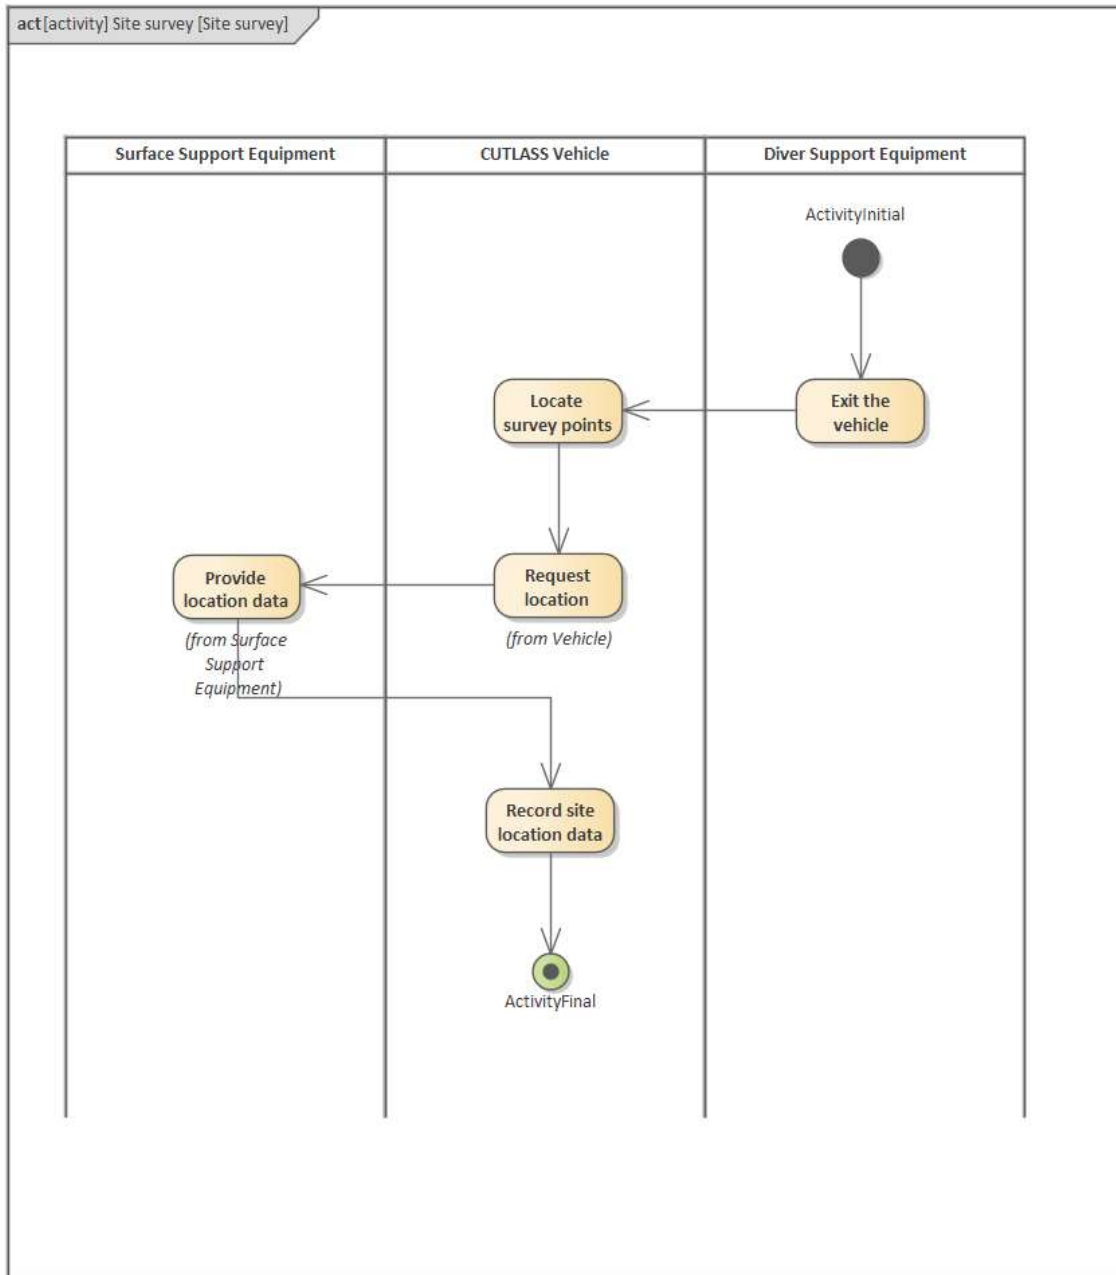 act [activity] Site survey [Site survey]
Surface Support Equipment
CUTLASS Vehicle
Diver Support Equipment
ActivityInitial
Locate
survey points
Exit the
vehicle
Provide
location data
(from Surface
Support
Equipment)
Request
location
(from Vehicle)
Record site
location data
ActivityFinal